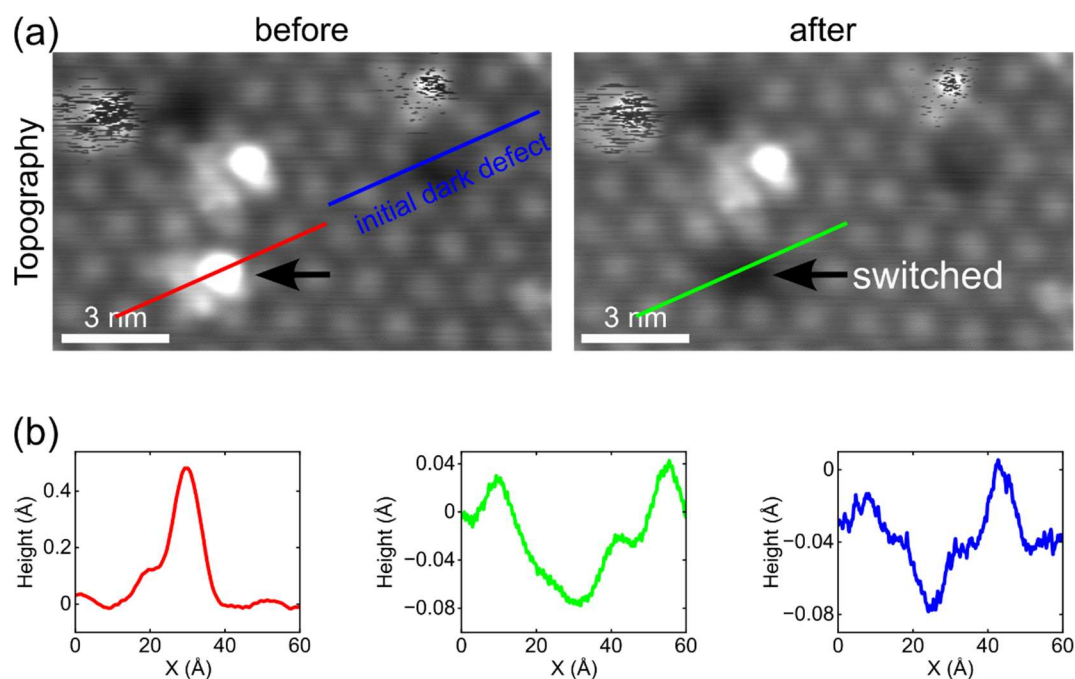 (a)
before
after
Topography
initial dark defect
switched
3 nm
3 nm
(b)
Height (Å)
0.4
0.2
0
0
20
40
60
X (Å)
Height (Å)
0.04
−0.04
−0.08
0
20
40
60
X (Å)
Height (Å)
0
−0.04
−0.08
0
20
40
60
X (Å)